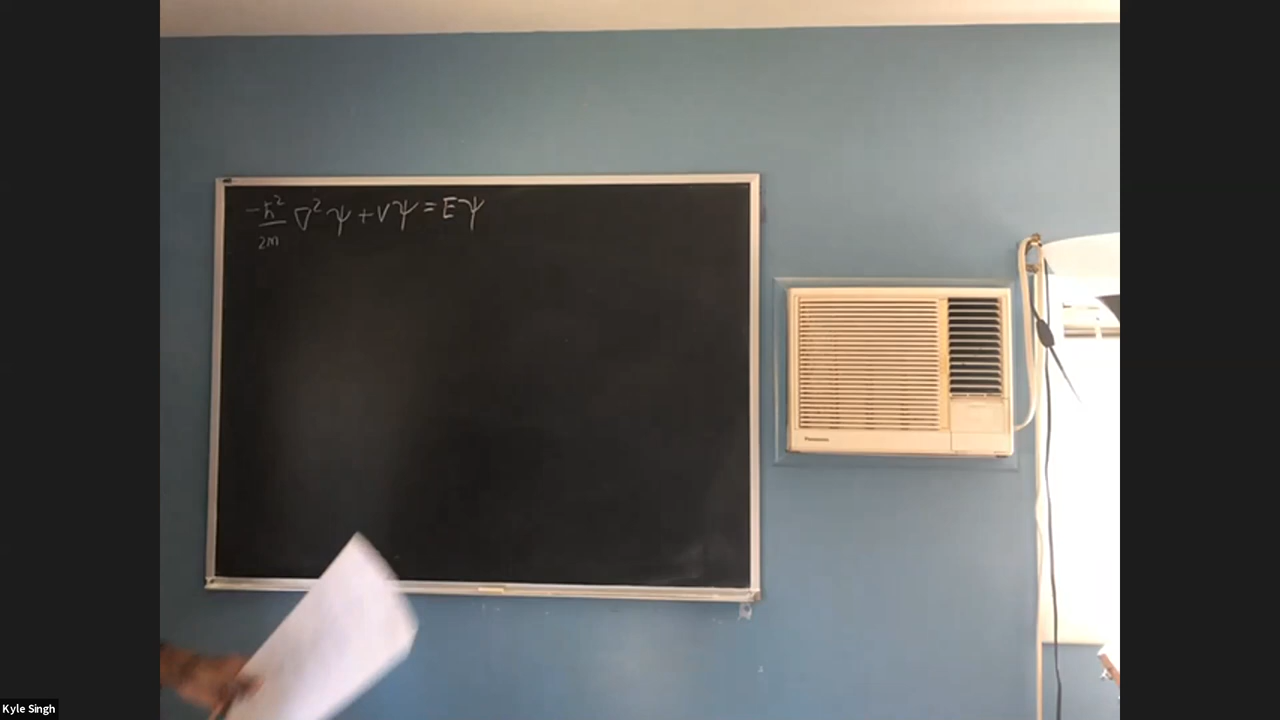 -ħ²/2m ∇²ψ + Vψ = Eψ
Panasonic
Kyle Singh